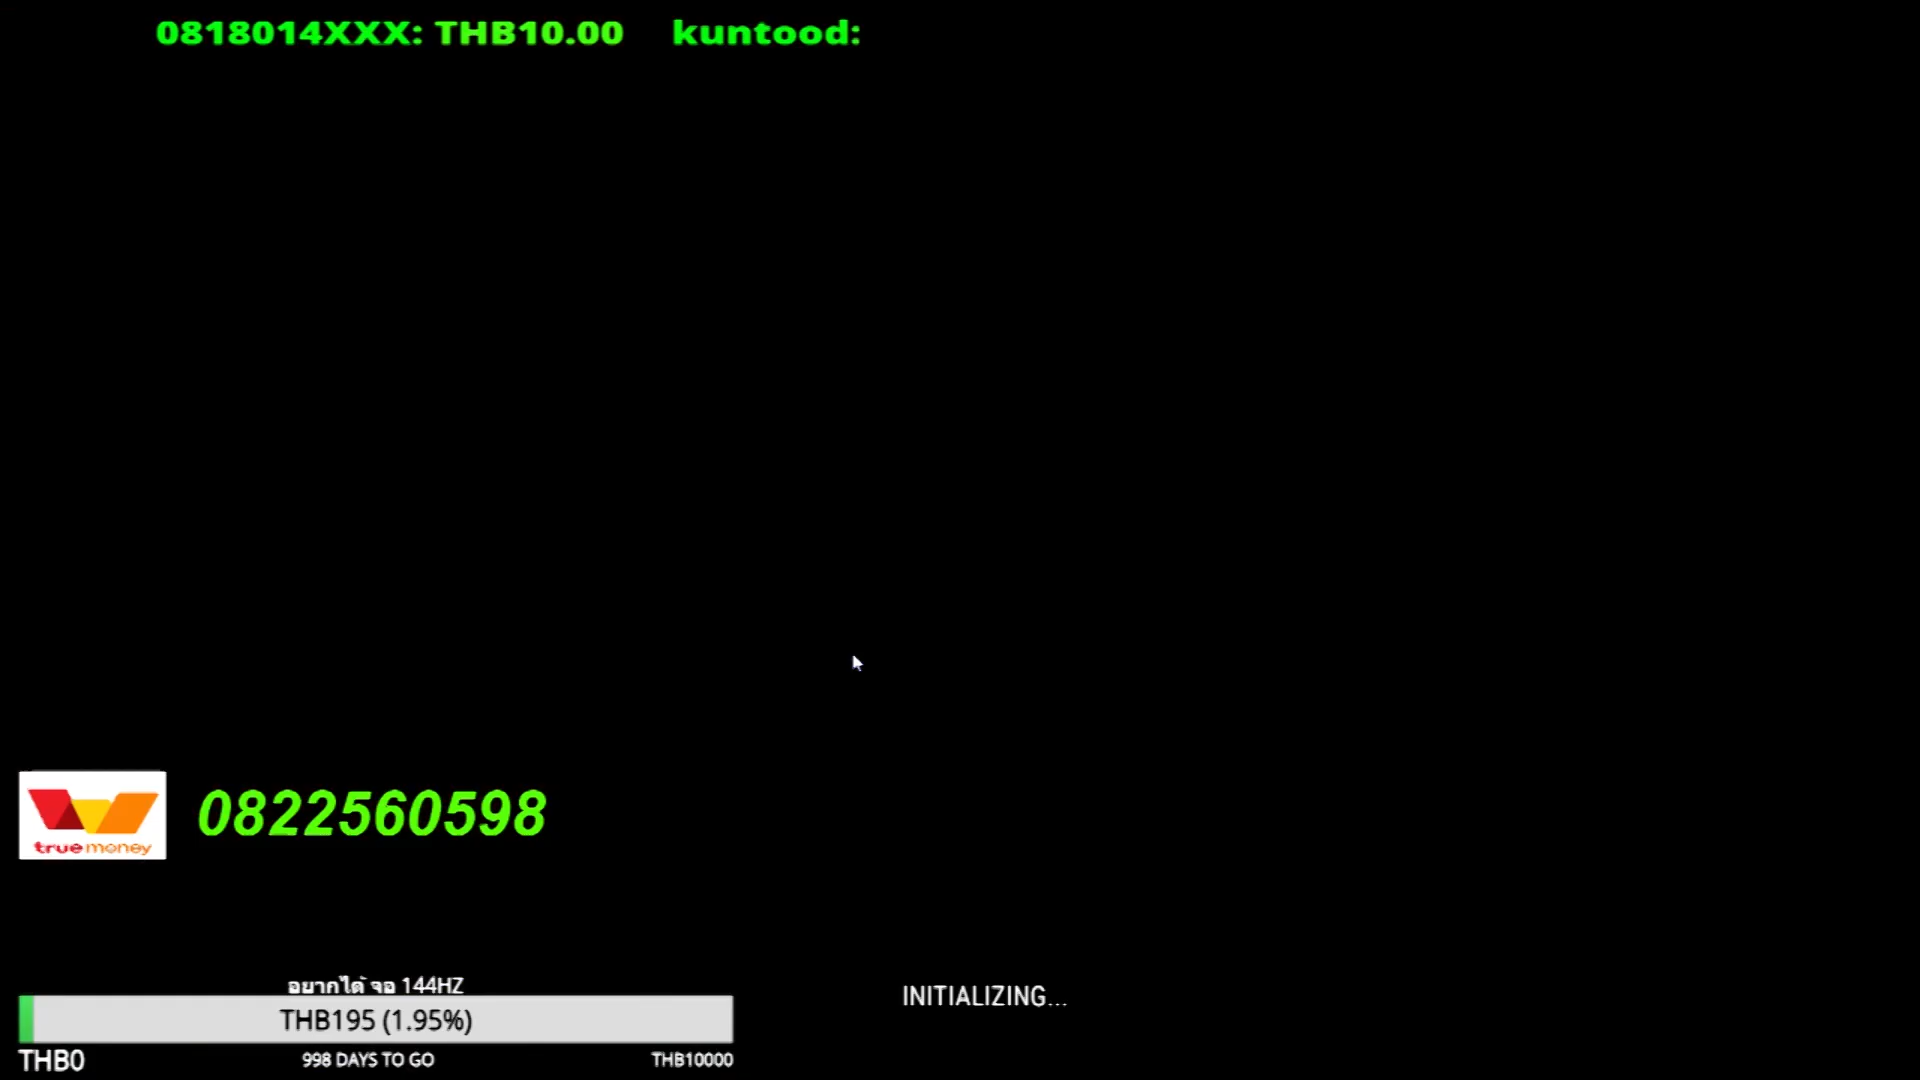 0818014XXX: THB10.00 kuntood:
truemoney
0822560598
อยากได้ จอ 144HZ
THB195 (1.95%)
THB0 998 DAYS TO GO THB10000
INITIALIZING...